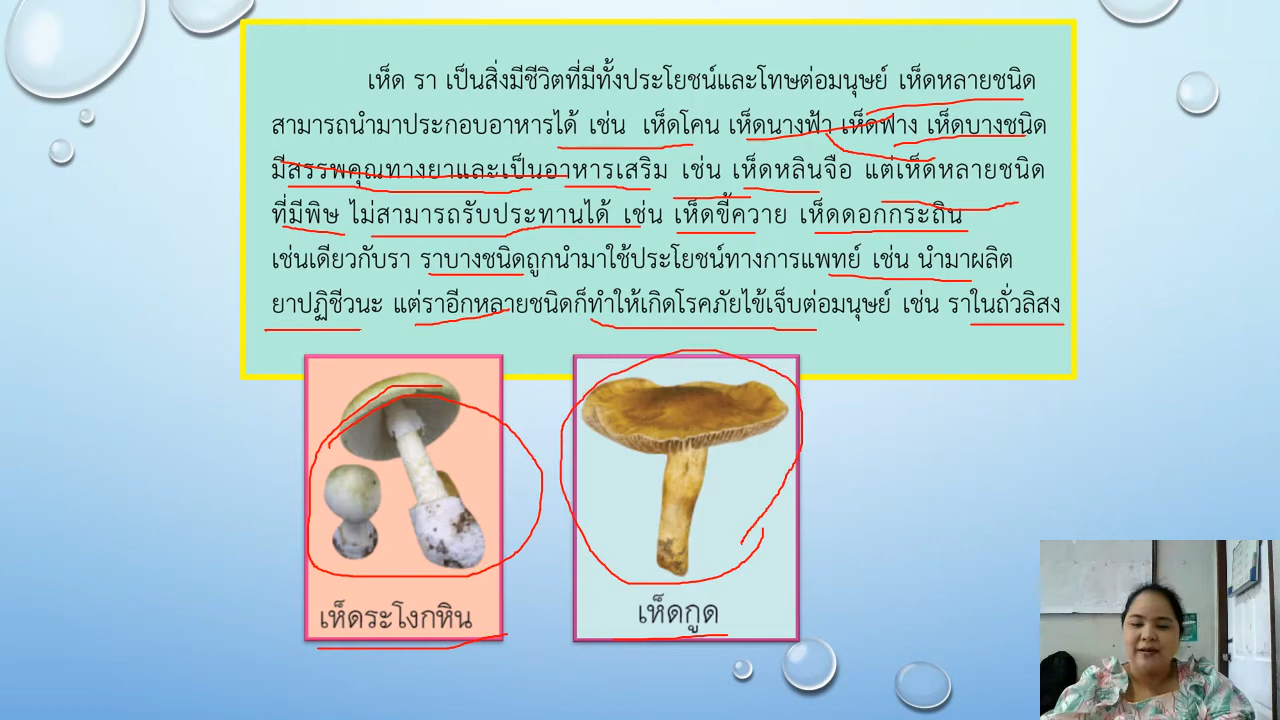 เห็ด รา เป็นสิ่งมีชีวิตที่มีทั้งประโยชน์และโทษต่อมนุษย์ เห็ดหลายชนิด
สามารถนำมาประกอบอาหารได้ เช่น เห็ดโคน เห็ดนางฟ้า เห็ดฟาง เห็ดบางชนิด
มีสรรพคุณทางยาและเป็นอาหารเสริม เช่น เห็ดหลินจือ แต่เห็ดหลายชนิด
ที่มีพิษ ไม่สามารถรับประทานได้ เช่น เห็ดขี้ควาย เห็ดดอกกระถิน
เช่นเดียวกับรา ราบางชนิดถูกนำมาใช้ประโยชน์ทางการแพทย์ เช่น นำมาผลิต
ยาปฏิชีวนะ แต่ราอีกหลายชนิดก็ทำให้เกิดโรคภัยไข้เจ็บต่อมนุษย์ เช่น ราในถั่วลิสง
เห็ดระโงกหิน
เห็ดกูด